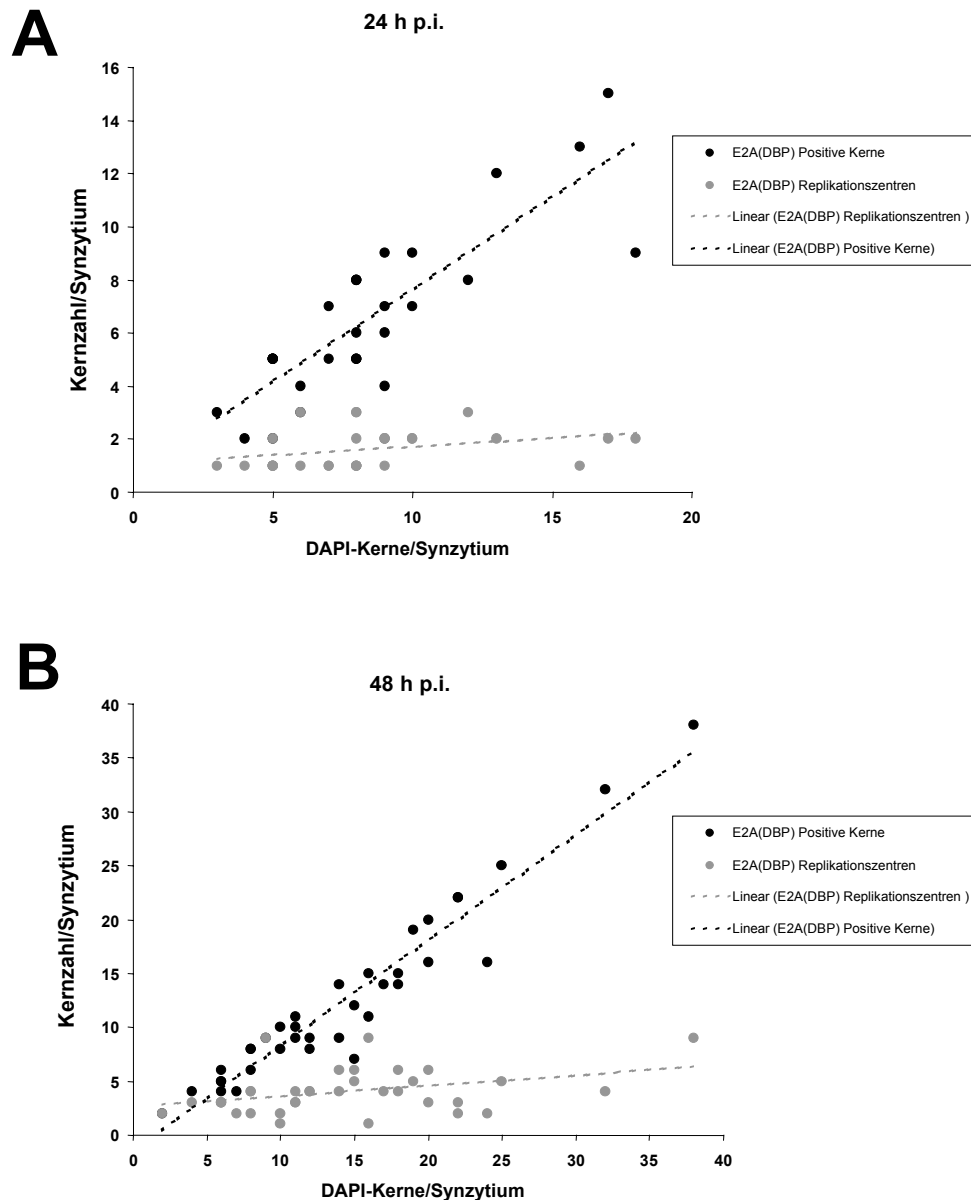 A
24 h p.i.
16
14
12
10
8
6
4
2
0
Kernzahl/Synzytium
0
5
10
15
20
DAPI-Kerne/Synzytium
E2A(DBP) Positive Kerne
E2A(DBP) Replikationszentren
Linear (E2A(DBP) Replikationszentren )
Linear (E2A(DBP) Positive Kerne)
B
48 h p.i.
40
35
30
25
20
15
10
5
0
Kernzahl/Synzytium
0
5
10
15
20
25
30
35
40
DAPI-Kerne/Synzytium
E2A(DBP) Positive Kerne
E2A(DBP) Replikationszentren
Linear (E2A(DBP) Replikationszentren )
Linear (E2A(DBP) Positive Kerne)